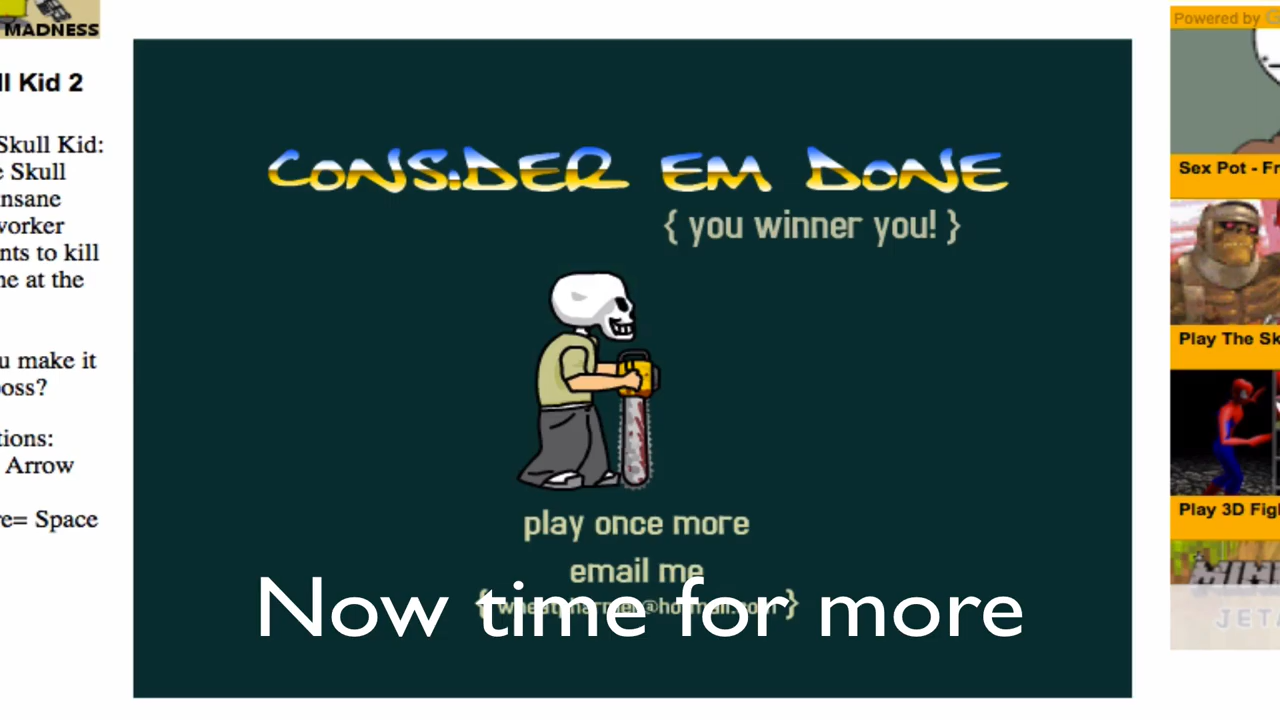 MADNESS
ll Kid 2
Skull Kid:
e Skull
nsane
worker
nts to kill
ne at the
u make it
oss?
tions:
Arrow
re= Space
CONSiDER EM DONE
{ you winner you! }
play once more
email me
Now time for more
Powered by
Sex Pot - Fr
Play The Sk
Play 3D Figh
JETM